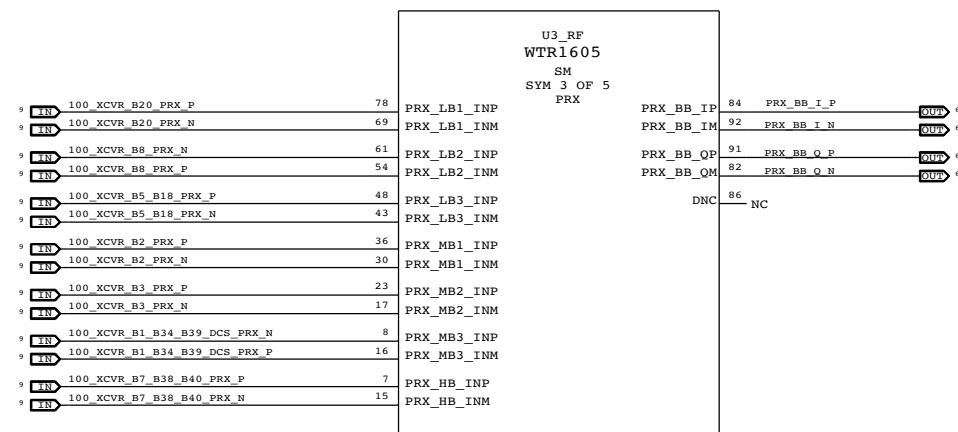 U3_RF
WTR1605
SM
SYM 3 OF 5
PRX
9 IN 100_XCVR_B20_PRX_P 78 PRX_LB1_INP PRX_BB_IP 84 PRX_BB_I_P OUT 6
9 IN 100_XCVR_B20_PRX_N 69 PRX_LB1_INM PRX_BB_IM 92 PRX_BB_I_N OUT 6
9 IN 100_XCVR_B8_PRX_N 61 PRX_LB2_INP PRX_BB_QP 91 PRX_BB_Q_P OUT 6
9 IN 100_XCVR_B8_PRX_P 54 PRX_LB2_INM PRX_BB_QM 82 PRX_BB_Q_N OUT 6
9 IN 100_XCVR_B5_B18_PRX_P 48 PRX_LB3_INP DNC 86 NC
9 IN 100_XCVR_B5_B18_PRX_N 43 PRX_LB3_INM
9 IN 100_XCVR_B2_PRX_P 36 PRX_MB1_INP
9 IN 100_XCVR_B2_PRX_N 30 PRX_MB1_INM
9 IN 100_XCVR_B3_PRX_P 23 PRX_MB2_INP
9 IN 100_XCVR_B3_PRX_N 17 PRX_MB2_INM
9 IN 100_XCVR_B1_B34_B39_DCS_PRX_N 8 PRX_MB3_INP
9 IN 100_XCVR_B1_B34_B39_DCS_PRX_P 16 PRX_MB3_INM
9 IN 100_XCVR_B7_B38_B40_PRX_P 7 PRX_HB_INP
9 IN 100_XCVR_B7_B38_B40_PRX_N 15 PRX_HB_INM